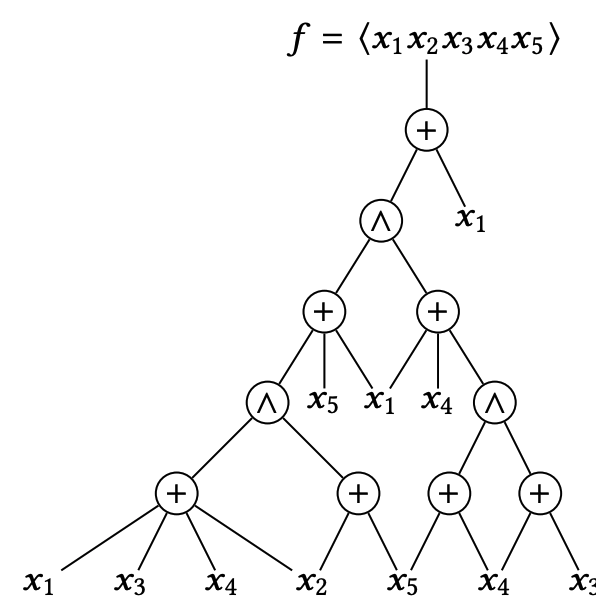 f = ⟨x₁x₂x₃x₄x₅⟩
+
∧ x₁
+ +
∧ x₅ x₁ x₄ ∧
+ + + +
x₁ x₃ x₄ x₂ x₅ x₄ x₃